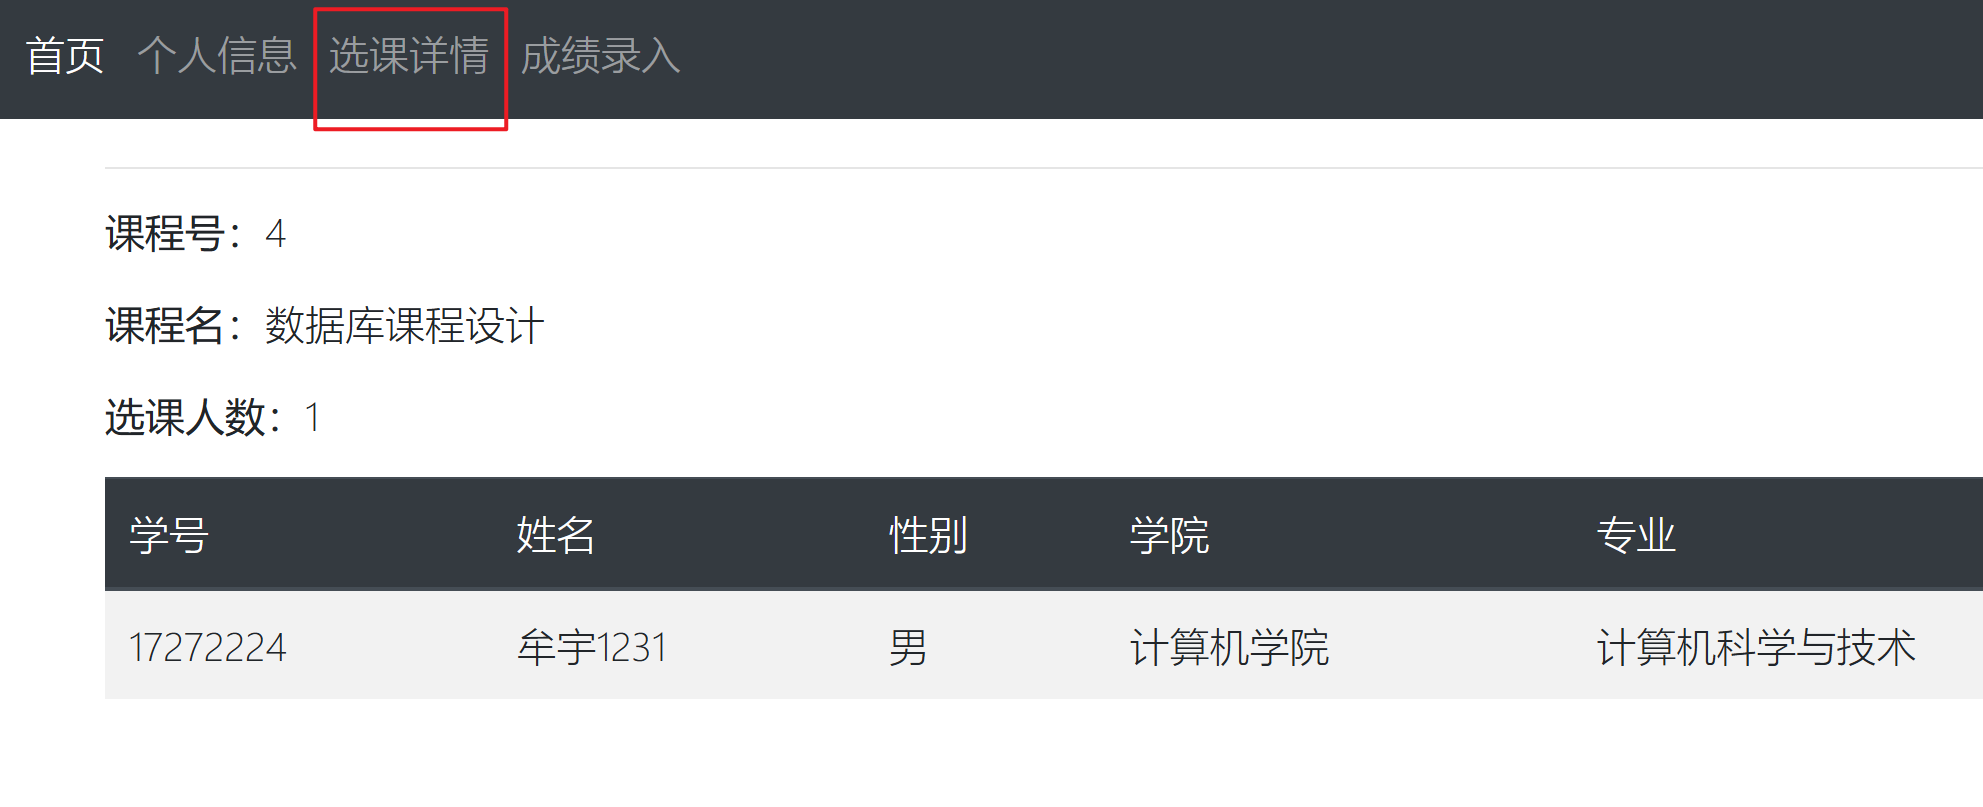 首页 个人信息 选课详情 成绩录入
课程号：4
课程名：数据库课程设计
选课人数：1
学号 姓名 性别 学院 专业
17272224 牟宇1231 男 计算机学院 计算机科学与技术